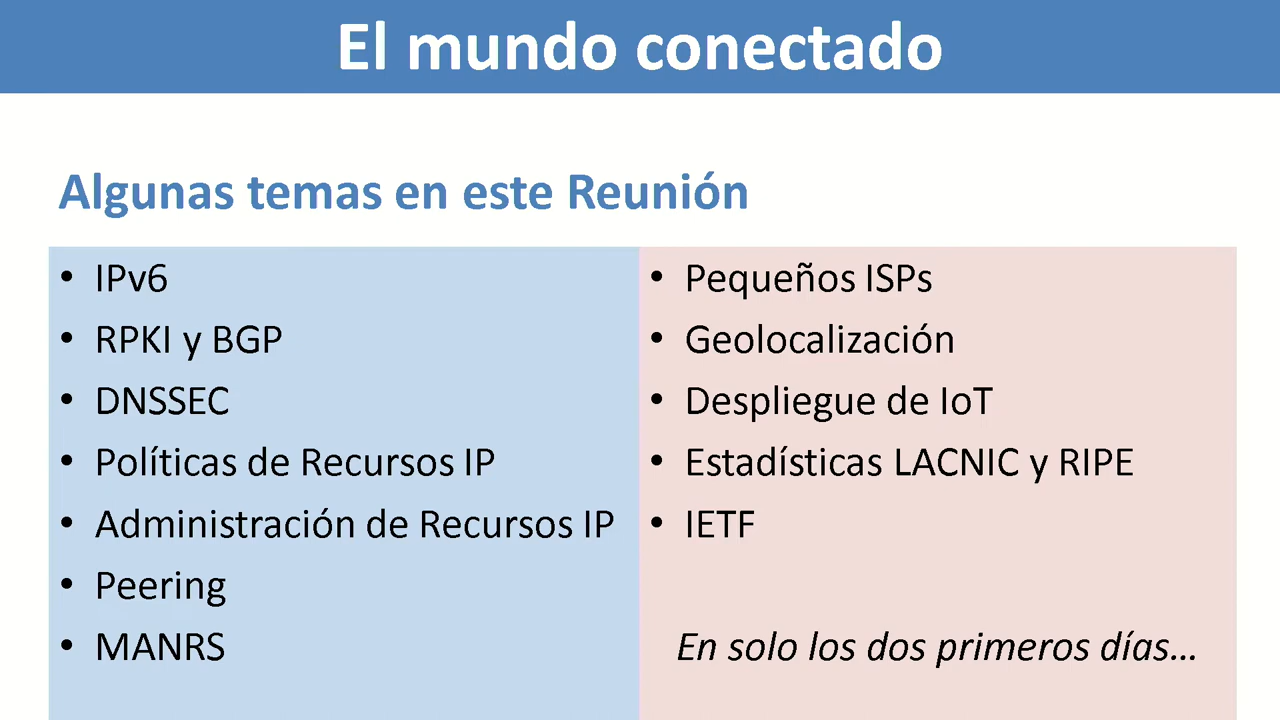 El mundo conectado
Algunas temas en este Reunión
• IPv6
• RPKI y BGP
• DNSSEC
• Políticas de Recursos IP
• Administración de Recursos IP
• Peering
• MANRS
• Pequeños ISPs
• Geolocalización
• Despliegue de IoT
• Estadísticas LACNIC y RIPE
• IETF
En solo los dos primeros días...